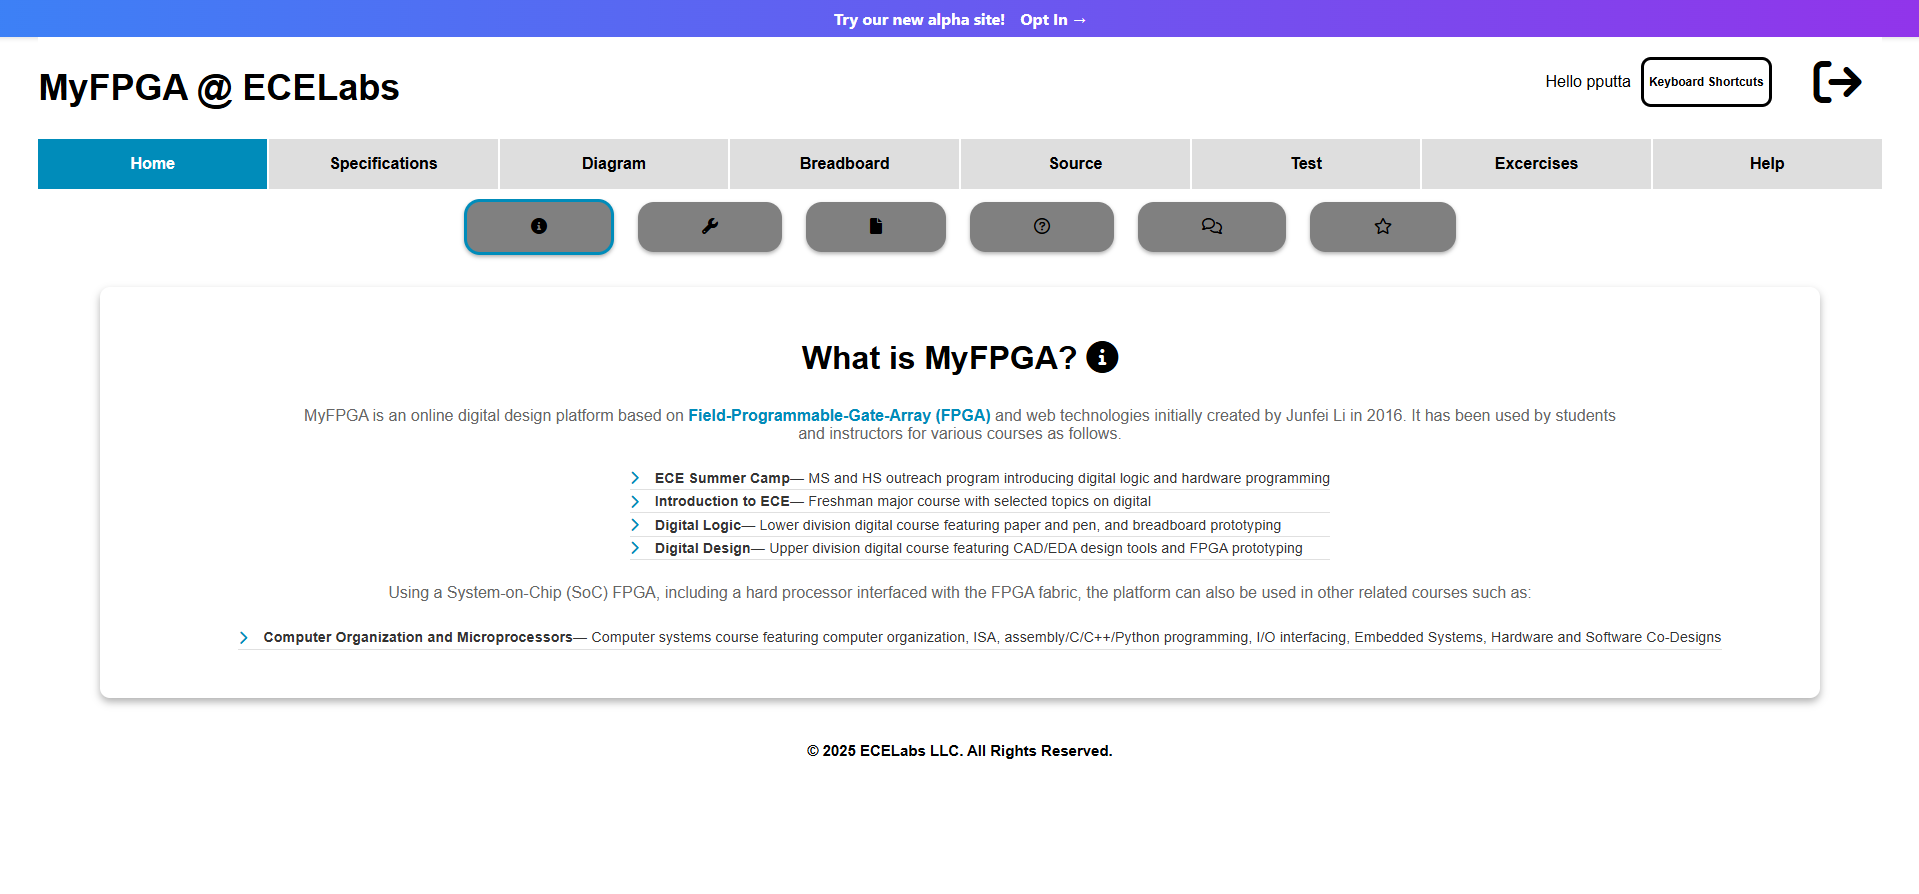 Try our new alpha site! Opt In →
MyFPGA @ ECELabs
Hello pputta
Keyboard Shortcuts
Home
Specifications
Diagram
Breadboard
Source
Test
Excercises
Help
What is MyFPGA?
MyFPGA is an online digital design platform based on Field-Programmable-Gate-Array (FPGA) and web technologies initially created by Junfei Li in 2016. It has been used by students
and instructors for various courses as follows.
ECE Summer Camp— MS and HS outreach program introducing digital logic and hardware programming
Introduction to ECE— Freshman major course with selected topics on digital
Digital Logic— Lower division digital course featuring paper and pen, and breadboard prototyping
Digital Design— Upper division digital course featuring CAD/EDA design tools and FPGA prototyping
Using a System-on-Chip (SoC) FPGA, including a hard processor interfaced with the FPGA fabric, the platform can also be used in other related courses such as:
Computer Organization and Microprocessors— Computer systems course featuring computer organization, ISA, assembly/C/C++/Python programming, I/O interfacing, Embedded Systems, Hardware and Software Co-Designs
© 2025 ECELabs LLC. All Rights Reserved.